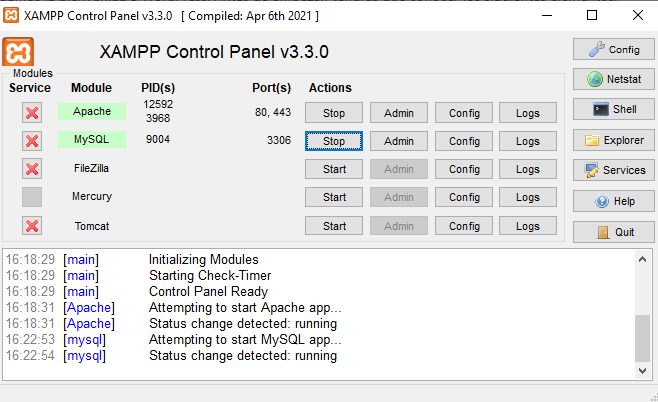 XAMPP Control Panel v3.3.0 [ Compiled: Apr 6th 2021 ]
XAMPP Control Panel v3.3.0
Modules
Service Module PID(s) Port(s) Actions
Apache 12592 3968 80, 443 Stop Admin Config Logs
MySQL 9004 3306 Stop Admin Config Logs
FileZilla Start Admin Config Logs
Mercury Start Admin Config Logs
Tomcat Start Admin Config Logs
Config
Netstat
Shell
Explorer
Services
Help
Quit
16:18:29 [main] Initializing Modules
16:18:29 [main] Starting Check-Timer
16:18:29 [main] Control Panel Ready
16:18:31 [Apache] Attempting to start Apache app...
16:18:31 [Apache] Status change detected: running
16:22:53 [mysql] Attempting to start MySQL app...
16:22:54 [mysql] Status change detected: running